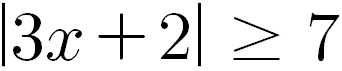 |3x + 2| ≥ 7